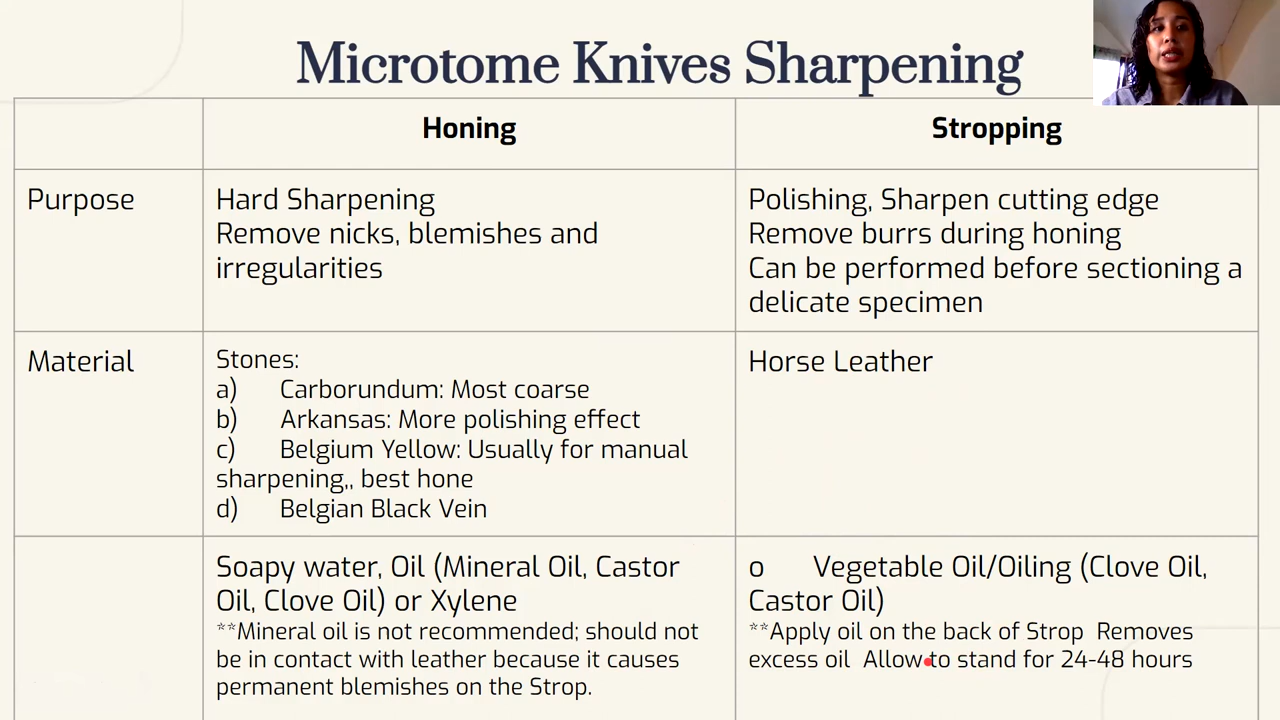 Microtome Knives Sharpening
Honing
Stropping
Purpose
Hard Sharpening
Remove nicks, blemishes and
irregularities
Polishing, Sharpen cutting edge
Remove burrs during honing
Can be performed before sectioning a
delicate specimen
Material
Stones:
a) Carborundum: Most coarse
b) Arkansas: More polishing effect
c) Belgium Yellow: Usually for manual
sharpening,, best hone
d) Belgian Black Vein
Horse Leather
Soapy water, Oil (Mineral Oil, Castor
Oil, Clove Oil) or Xylene
**Mineral oil is not recommended; should not
be in contact with leather because it causes
permanent blemishes on the Strop.
o Vegetable Oil/Oiling (Clove Oil,
Castor Oil)
**Apply oil on the back of Strop Removes
excess oil Allow to stand for 24-48 hours